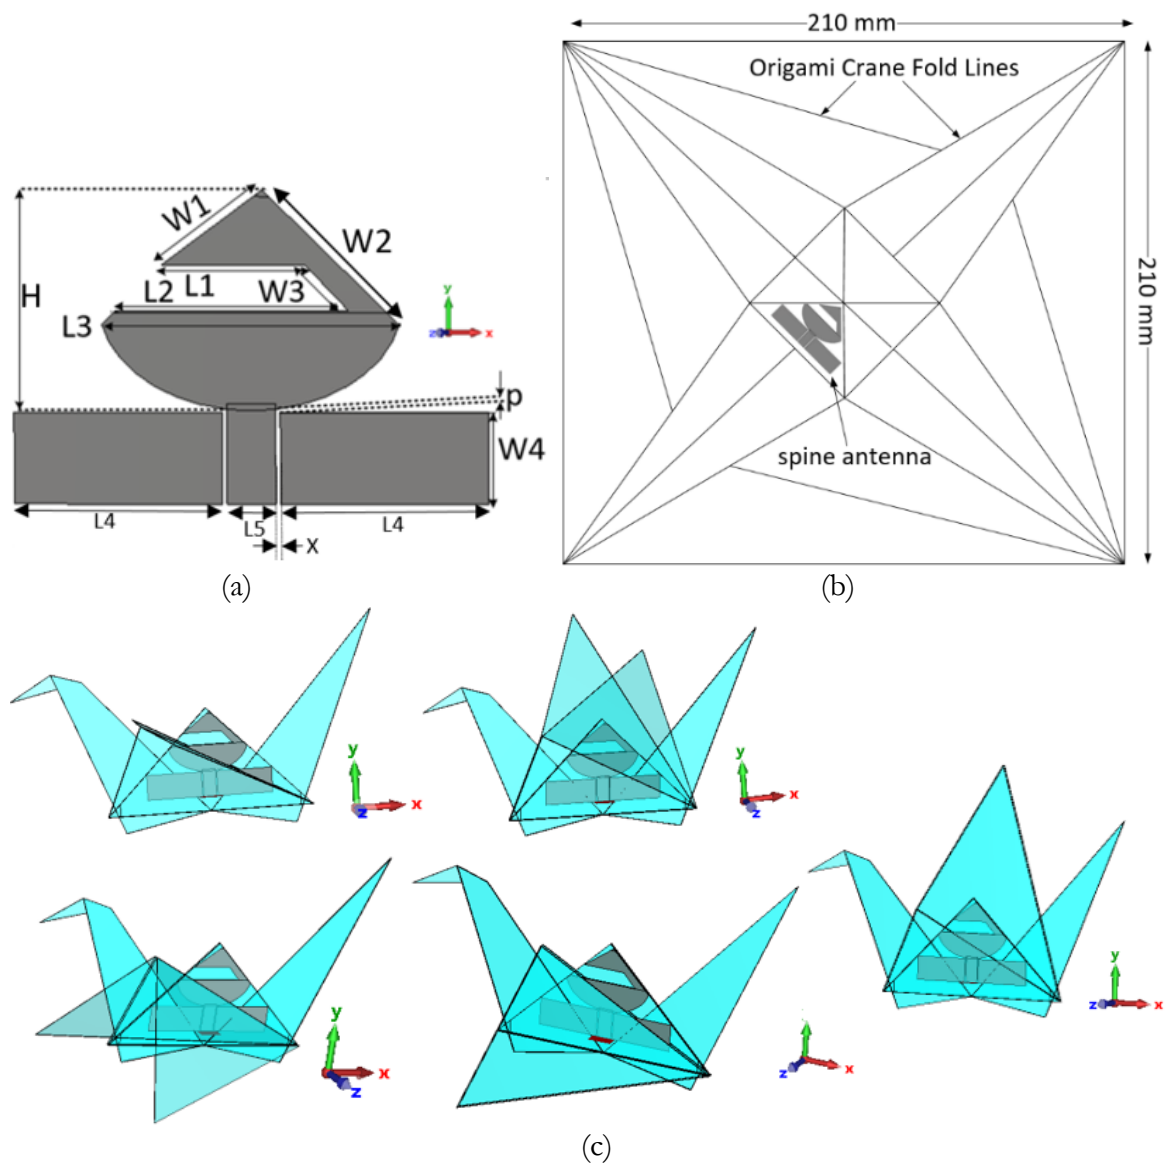 W1
W2
H
L1
L2
W3
L3
y
z
x
p
W4
L4
L5
L4
X
(a)
210 mm
Origami Crane Fold Lines
210 mm
spine antenna
(b)
y
x
z
y
x
z
y
x
z
z
x
y
z
x
(c)